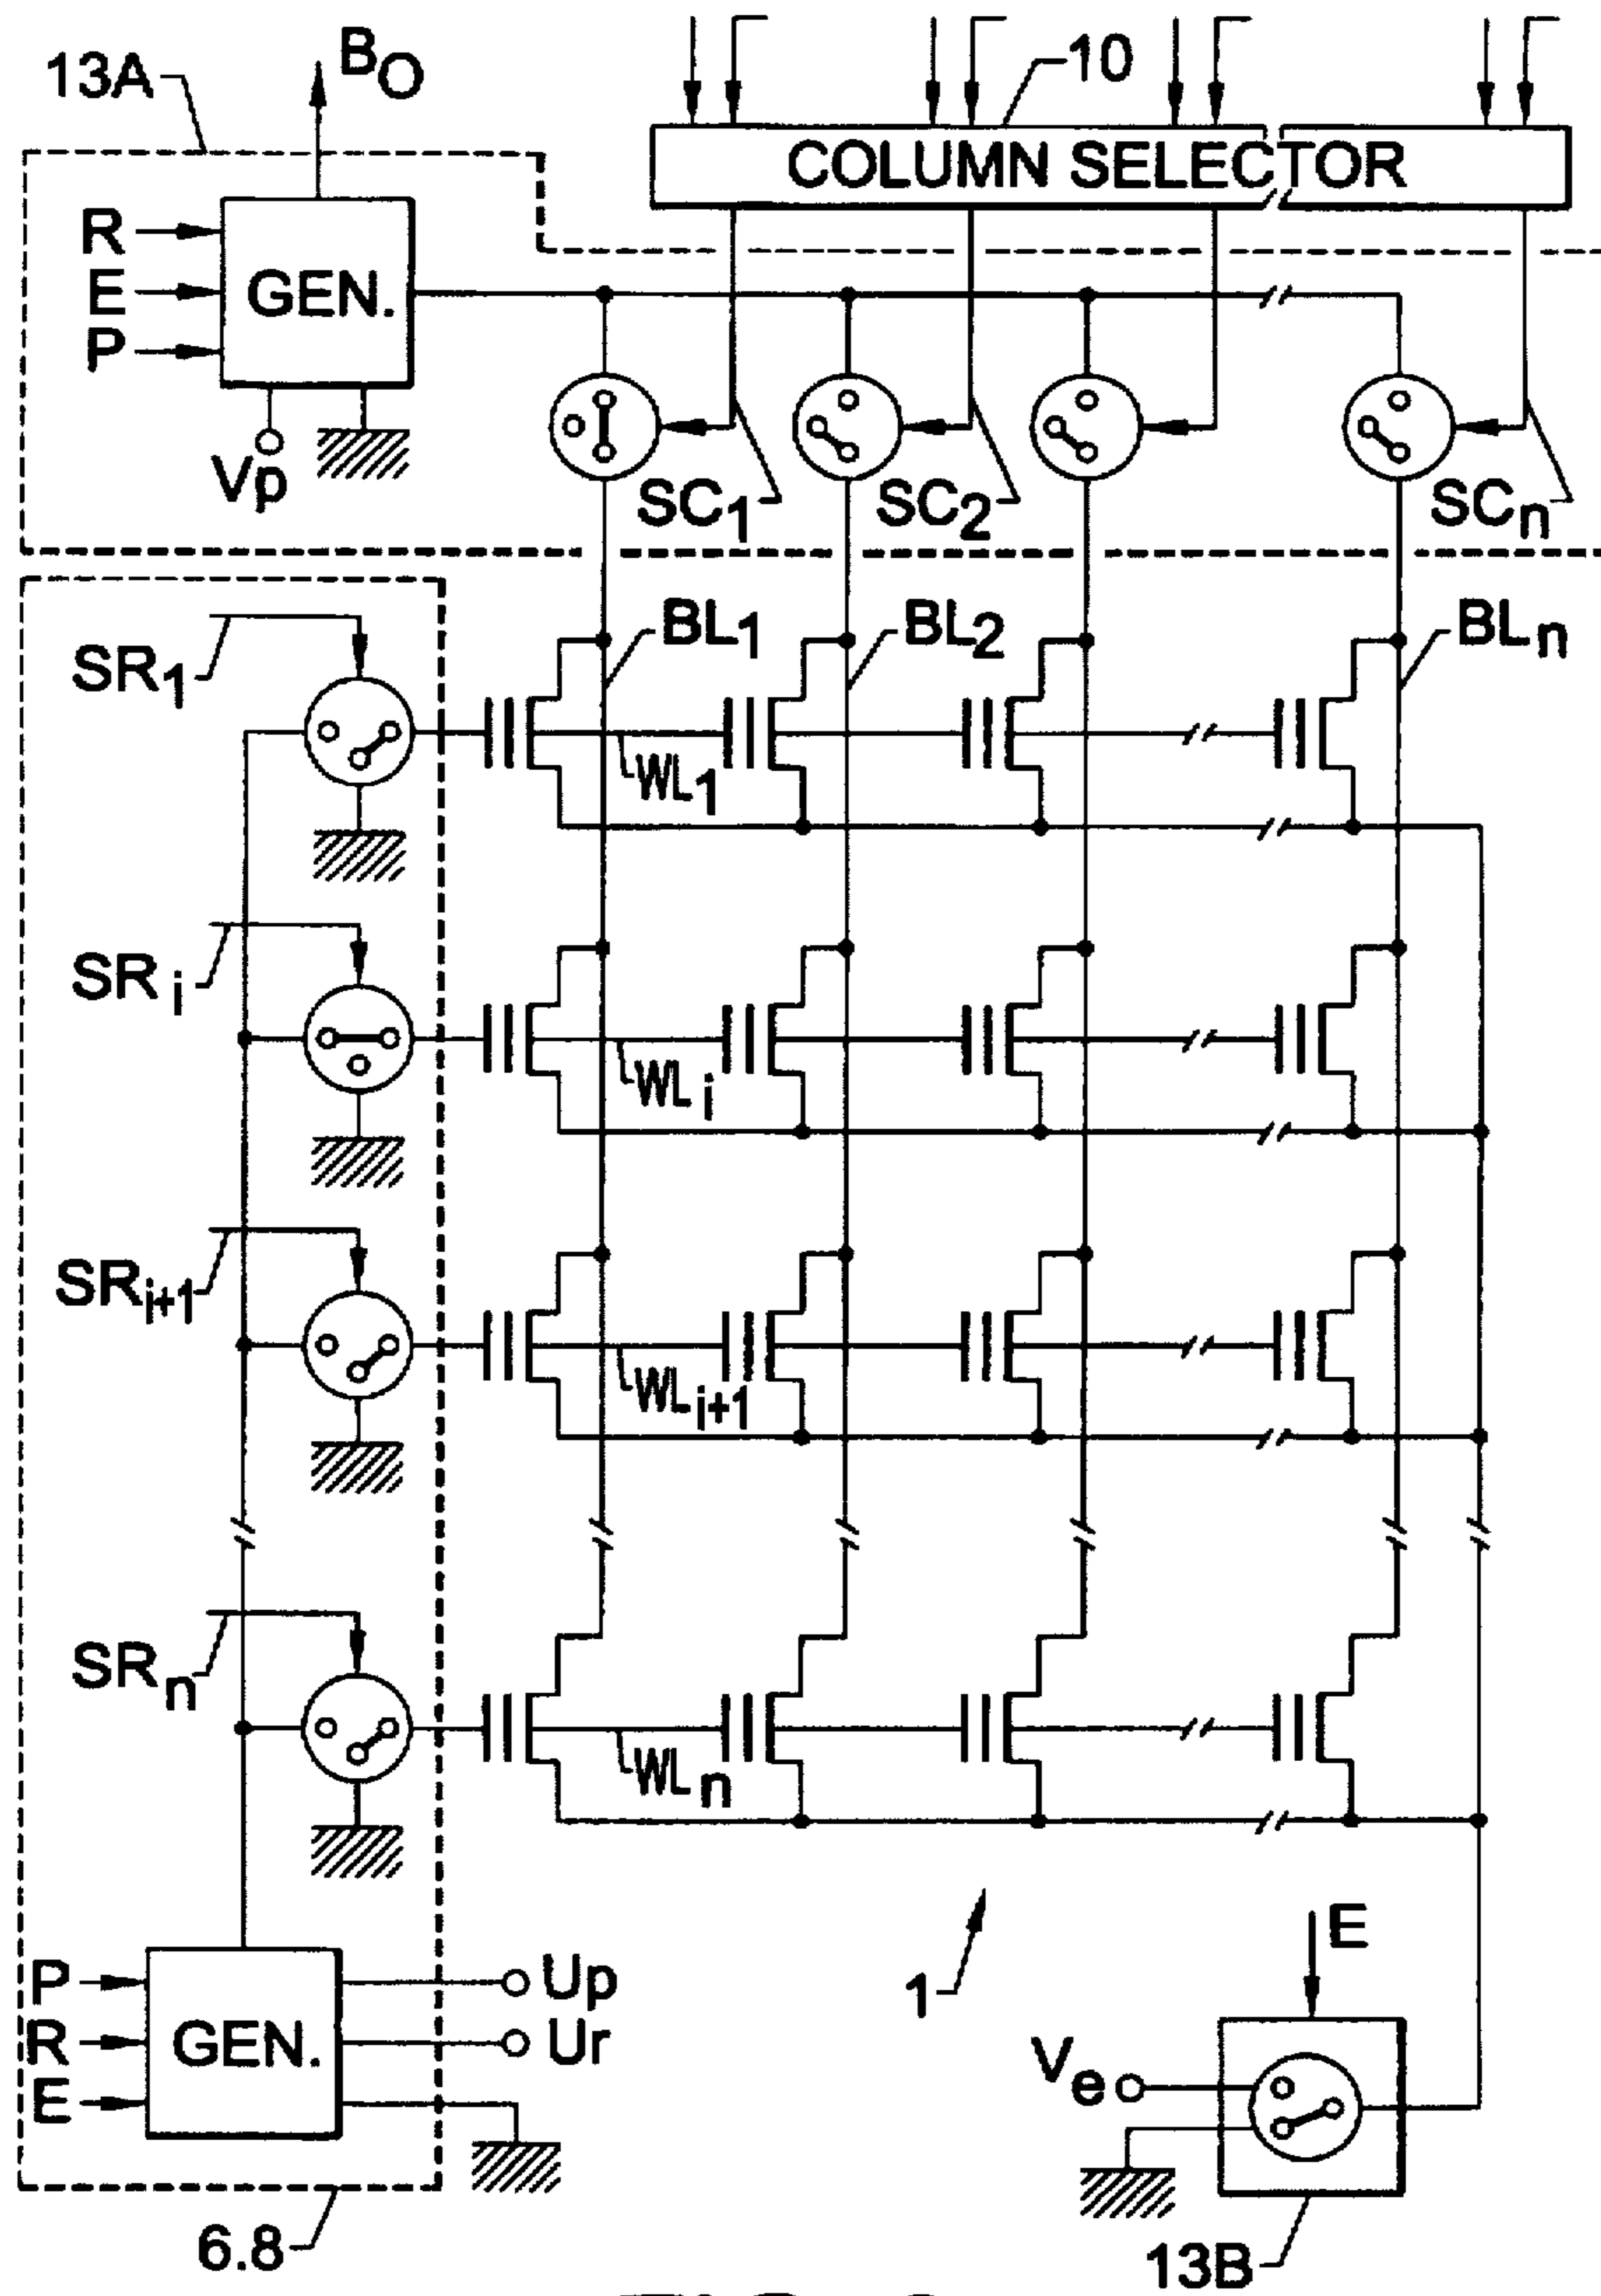 13A
B0
10
COLUMN SELECTOR
R
E
P
GEN.
Vp
SC1
SC2
SCn
SR1
BL1
BL2
BLn
WL1
SRi
WLi
SRi+1
WLi+1
SRn
WLn
P
R
E
GEN.
Up
Ur
1
E
Ve
6.8
13B